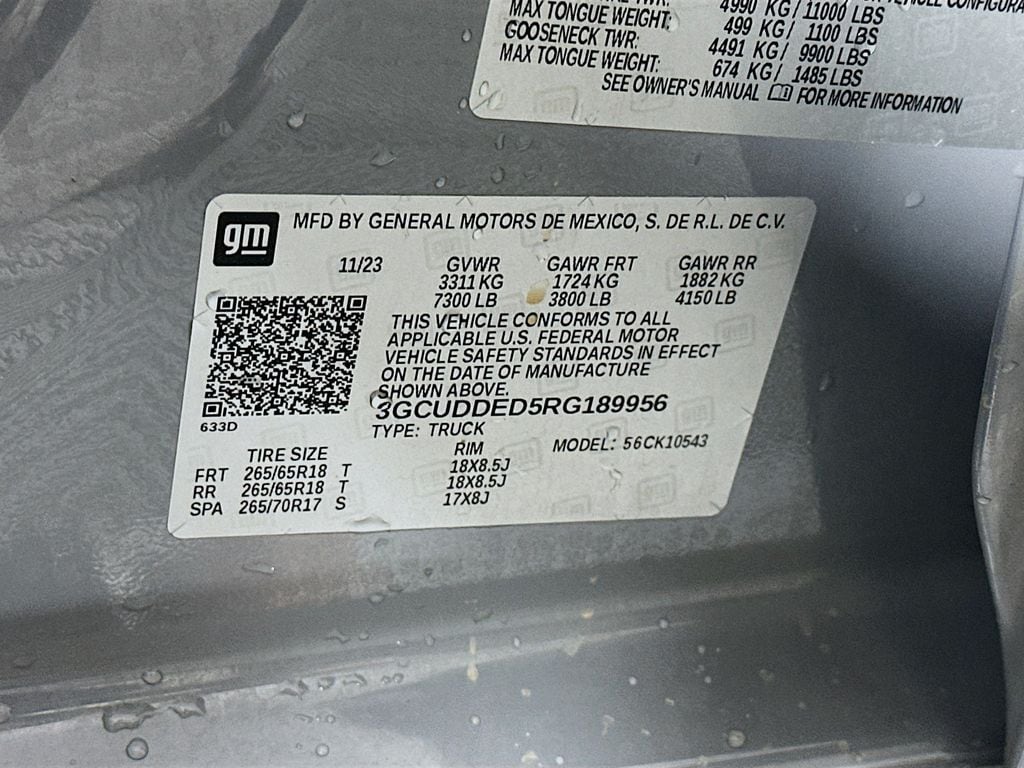 4990 KG/ 11000 LBS
MAX TONGUE WEIGHT: 499 KG/ 1100 LBS
GOOSENECK TWR: 4491 KG/ 9900 LBS
MAX TONGUE WEIGHT: 674 KG/ 1485 LBS
SEE OWNER'S MANUAL FOR MORE INFORMATION
gm MFD BY GENERAL MOTORS DE MEXICO, S. DE R.L. DE C.V.
11/23 GVWR GAWR FRT GAWR RR
3311 KG 1724 KG 1882 KG
7300 LB 3800 LB 4150 LB
THIS VEHICLE CONFORMS TO ALL
APPLICABLE U.S. FEDERAL MOTOR
VEHICLE SAFETY STANDARDS IN EFFECT
ON THE DATE OF MANUFACTURE
SHOWN ABOVE.
3GCUDDED5RG189956
633D
TYPE: TRUCK
MODEL: 56CK10543
TIRE SIZE RIM
FRT 265/65R18 T 18X8.5J
RR 265/65R18 T 18X8.5J
SPA 265/70R17 S 17X8J